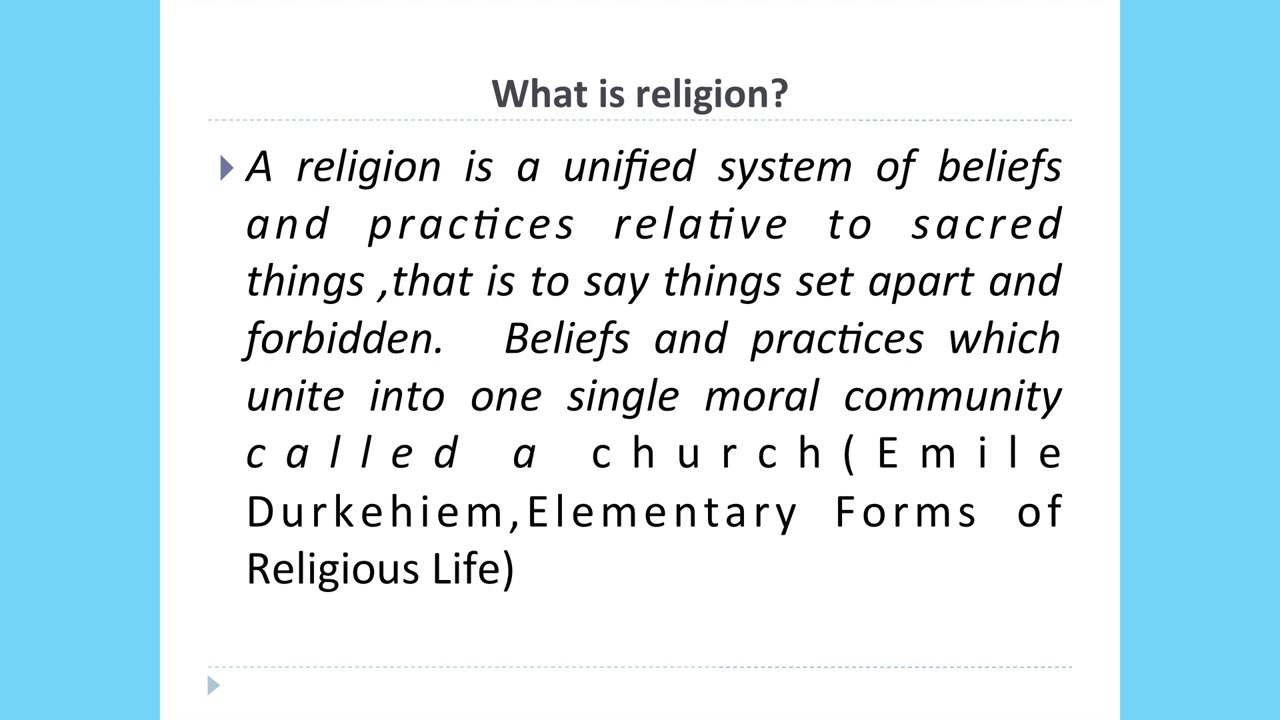 What is religion?
A religion is a unified system of beliefs
and practices relative to sacred
things ,that is to say things set apart and
forbidden. Beliefs and practices which
unite into one single moral community
called a church(Emile
Durkehiem,Elementary Forms of
Religious Life)